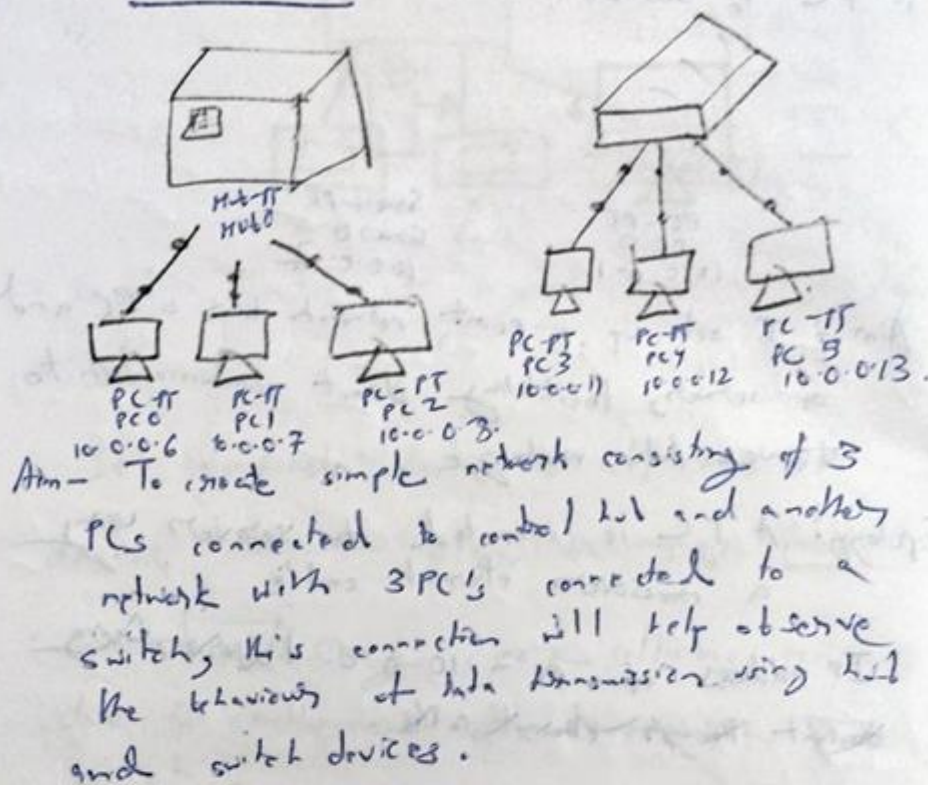 Hub-PT
Hub0
PC-PT
PC0
10.0.0.6
PC-PT
PC1
10.0.0.7
PC-PT
PC2
10.0.0.8.
PC-PT
PC3
10.0.0.11
PC-PT
PC4
10.0.0.12
PC-PT
PC 5
10.0.0.13.
Aim- To create simple network consisting of 3
PCs connected to control hub and another
network with 3 PC's connected to a
switch, this connection will help observe
the behaviour of data transmission using hub
and switch devices.